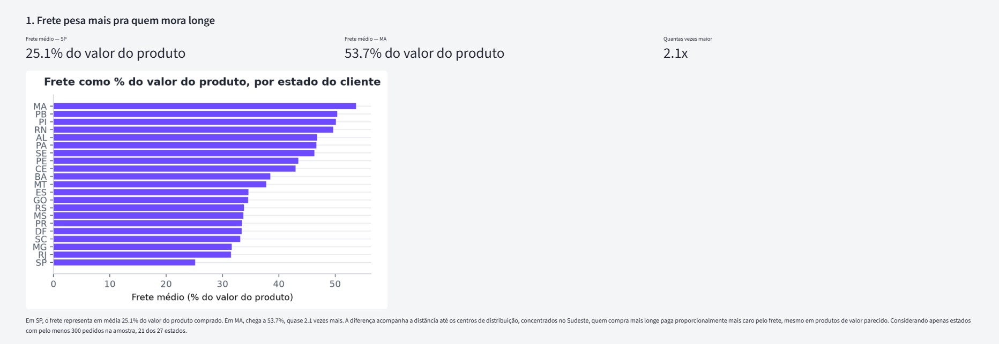 1. Frete pesa mais pra quem mora longe
Frete médio — SP
25.1% do valor do produto
Frete médio — MA
53.7% do valor do produto
Quantas vezes maior
2.1x
Frete como % do valor do produto, por estado do cliente
MA
PB
PI
RN
AL
PA
SE
PE
CE
BA
MT
ES
GO
RS
MS
PR
DF
SC
MG
RJ
SP
0 10 20 30 40 50
Frete médio (% do valor do produto)
Em SP, o frete representa em média 25.1% do valor do produto comprado. Em MA, chega a 53.7%, quase 2.1 vezes mais. A diferença acompanha a distância até os centros de distribuição, concentrados no Sudeste, quem compra mais longe paga proporcionalmente mais caro pelo frete, mesmo em produtos de valor parecido. Considerando apenas estados
com pelo menos 300 pedidos na amostra, 21 dos 27 estados.